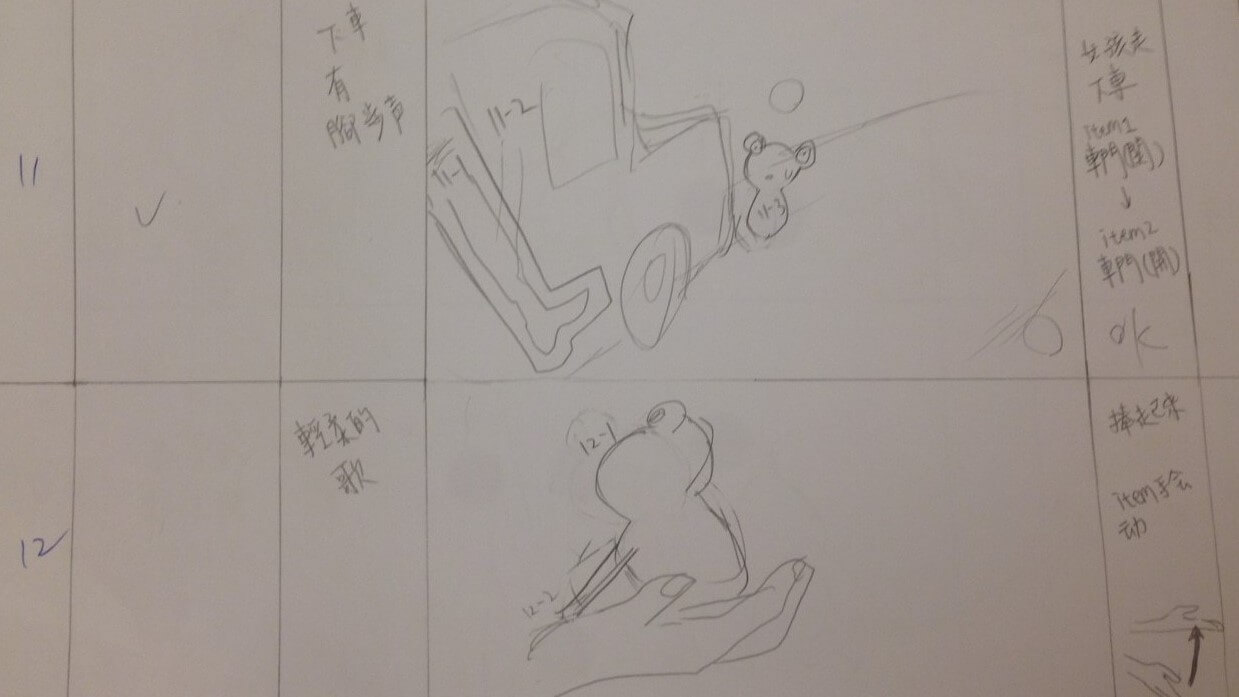 11
下車
有
腳步声
11-1
11-2
11-3
女孩走
下車
item1
車門(關)
↓
item2
車門(開)
OK
12
輕柔的
歌
12-1
12-2
捧起來
item手会
动